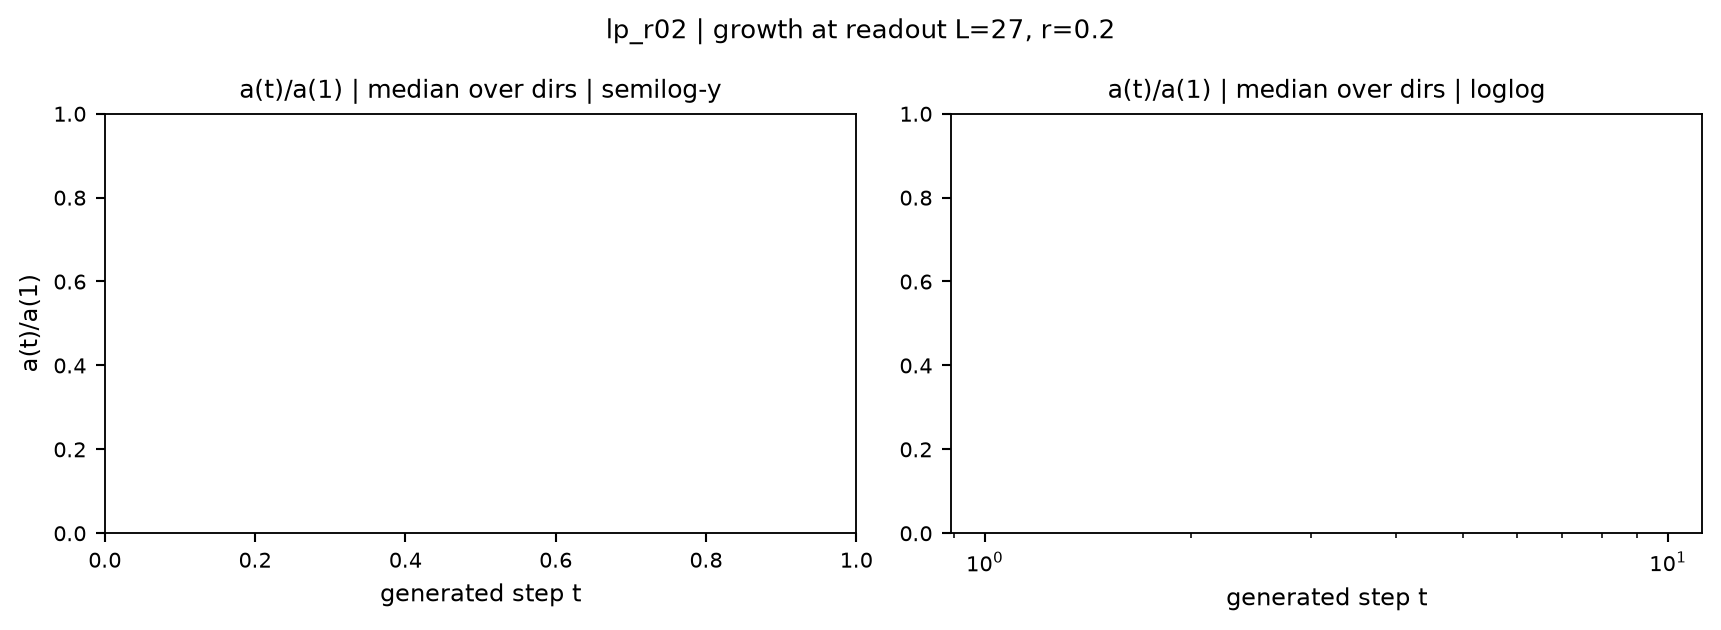 lp_r02 | growth at readout L=27, r=0.2
a(t)/a(1) | median over dirs | semilog-y
1.0
0.8
0.6
0.4
0.2
0.0
a(t)/a(1)
0.0 0.2 0.4 0.6 0.8 1.0
generated step t
a(t)/a(1) | median over dirs | loglog
1.0
0.8
0.6
0.4
0.2
0.0
10⁰ 10¹
generated step t